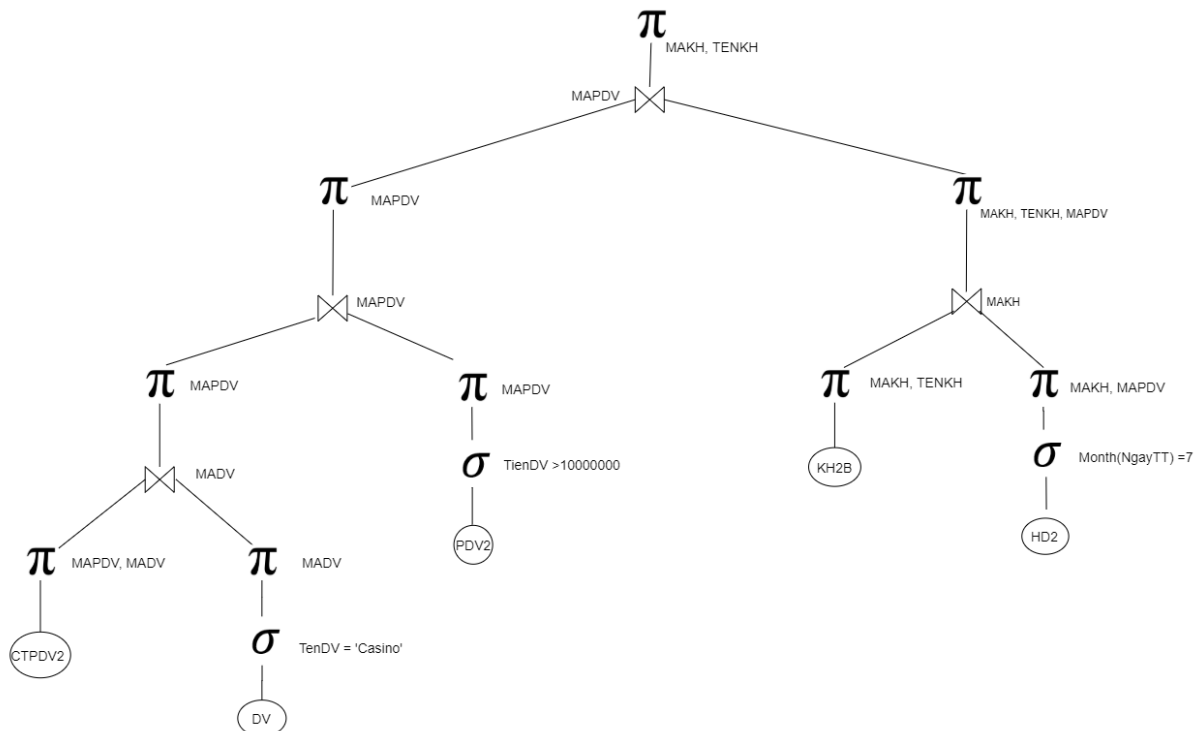 π
MAKH, TENKH
MAPDV
π
MAPDV
π
MAKH, TENKH, MAPDV
MAPDV
MAKH
π
MAPDV
π
MAPDV
π
MAKH, TENKH
π
MAKH, MAPDV
σ
TienDV >10000000
σ
Month(NgayTT) =7
MADV
KH2B
PDV2
HD2
π
MAPDV, MADV
π
MADV
σ
TenDV = 'Casino'
CTPDV2
DV